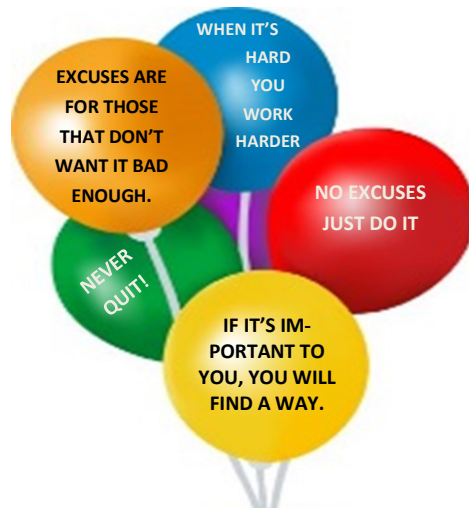 WHEN IT'S
HARD
YOU
WORK
HARDER
EXCUSES ARE
FOR THOSE
THAT DON'T
WANT IT BAD
ENOUGH.
NO EXCUSES
JUST DO IT
NEVER
QUIT!
IF IT'S IM-
PORTANT TO
YOU, YOU WILL
FIND A WAY.